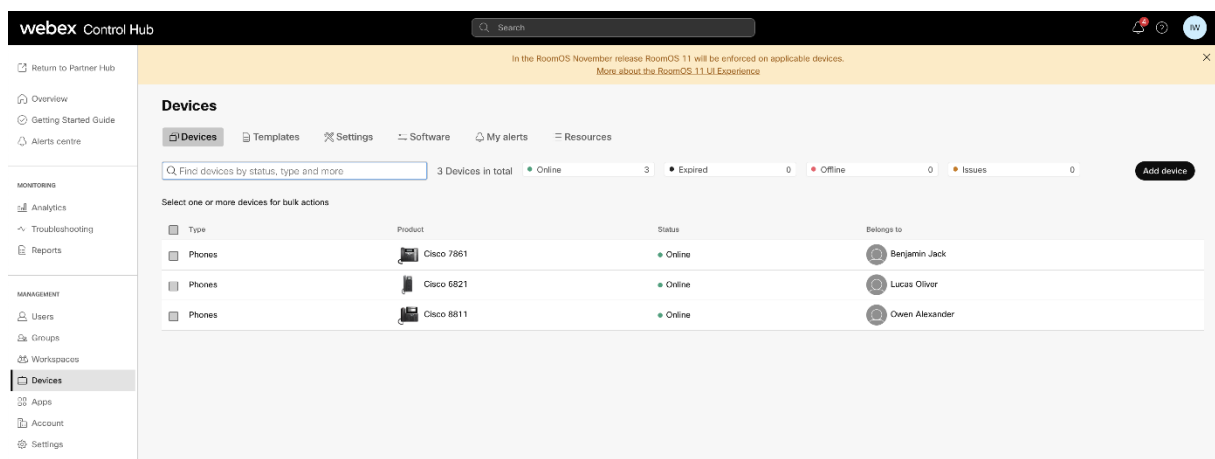 webex Control Hub
Search
4
IW
In the RoomOS November release RoomOS 11 will be enforced on applicable devices.
More about the RoomOS 11 UI Experience
Return to Partner Hub
Overview
Getting Started Guide
Alerts centre
MONITORING
Analytics
Troubleshooting
Reports
MANAGEMENT
Users
Groups
Workspaces
Devices
Apps
Account
Settings
Devices
Devices Templates Settings Software My alerts Resources
Find devices by status, type and more 3 Devices in total Online 3 Expired 0 Offline 0 Issues 0 Add device
Select one or more devices for bulk actions
Type Product Status Belongs to
Phones Cisco 7861 Online Benjamin Jack
Phones Cisco 6821 Online Lucas Oliver
Phones Cisco 8811 Online Owen Alexander